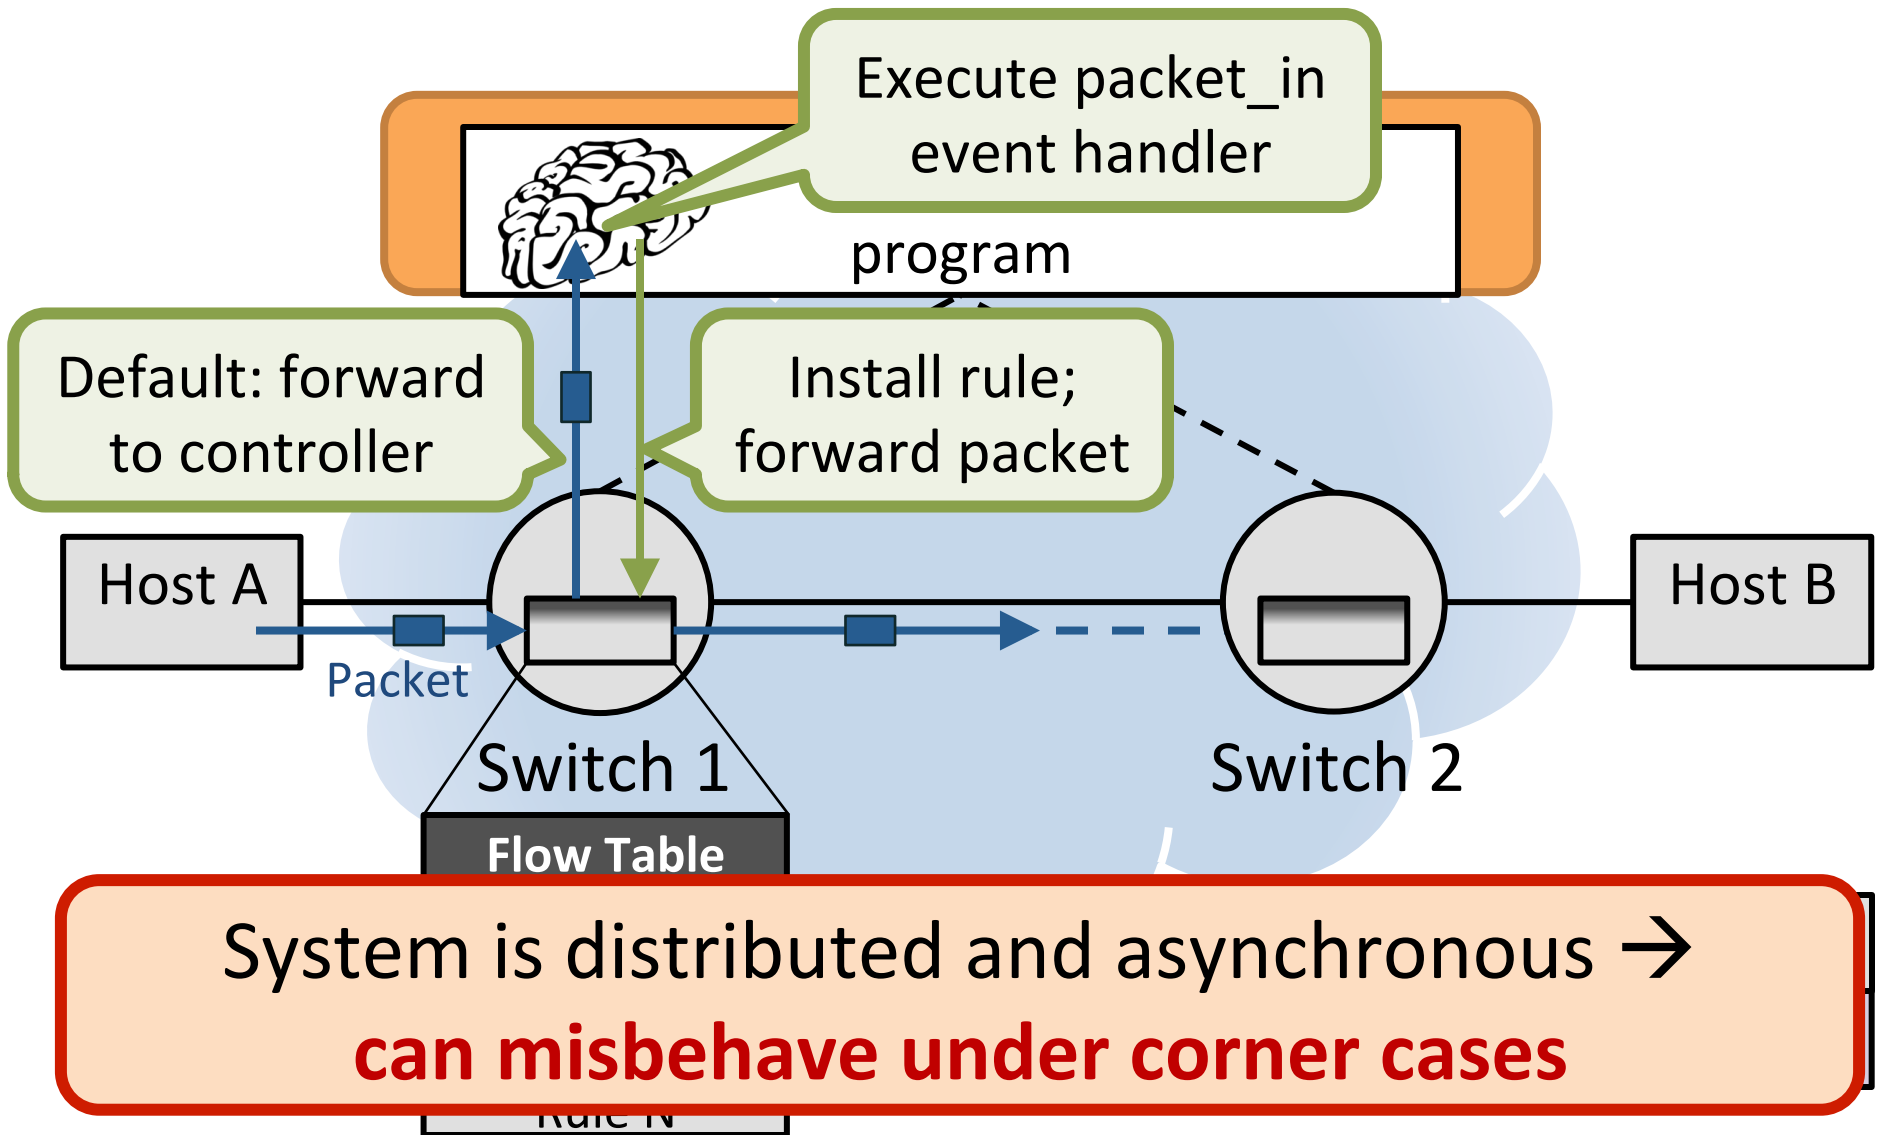 Execute packet_in
event handler
program
Default: forward
to controller
Install rule;
forward packet
Host A
Host B
Packet
Switch 1
Switch 2
Flow Table
System is distributed and asynchronous →
can misbehave under corner cases
Rule N